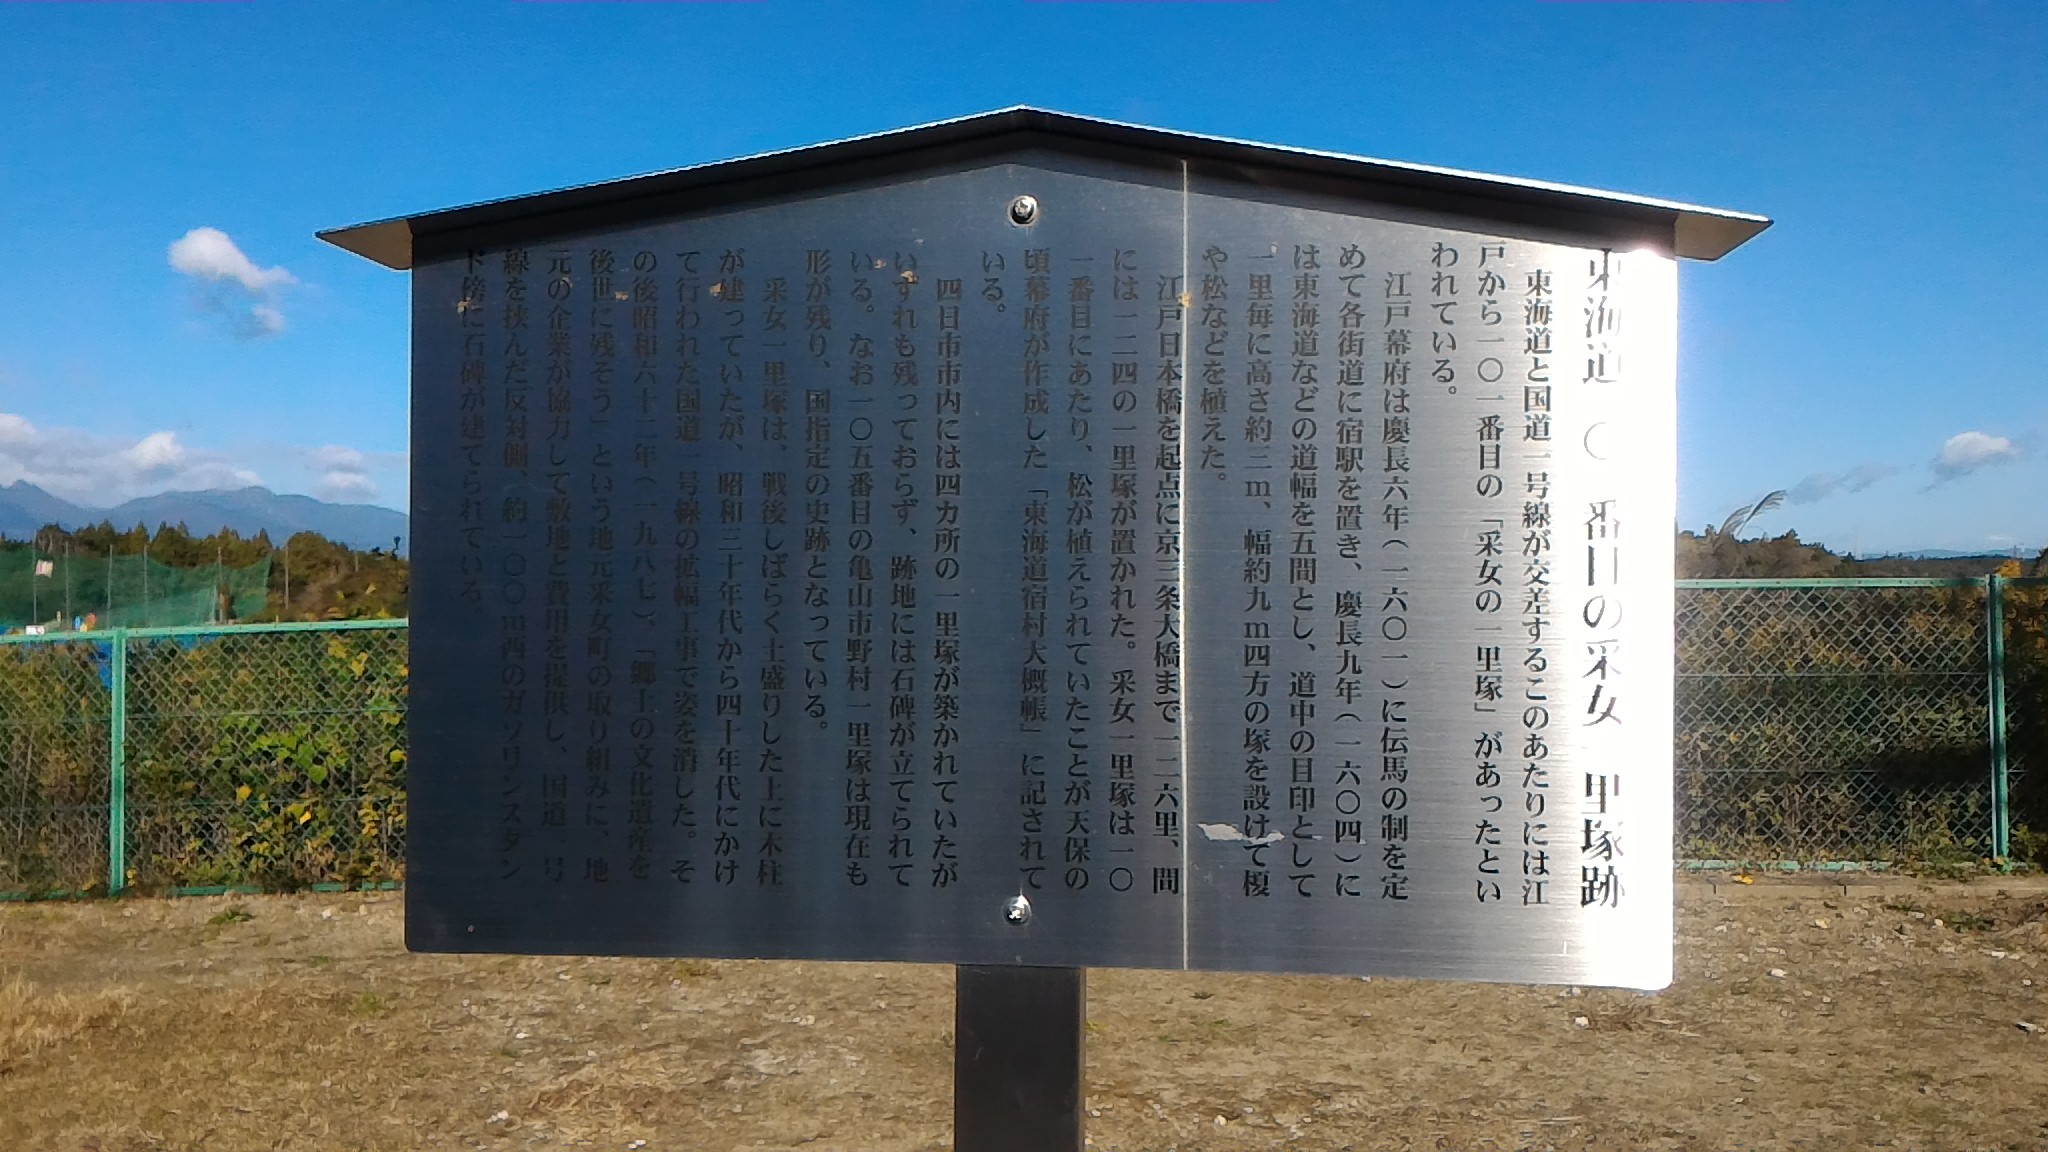 東海道一〇一番目の采女一里塚跡
東海道と国道一号線が交差するこのあたりには江
戸から一〇一番目の「采女の一里塚」があったとい
われている。
江戸幕府は慶長六年（一六〇一）に伝馬の制を定
めて各街道に宿駅を置き、慶長九年（一六〇四）に
は東海道などの道幅を五間とし、道中の目印として
一里毎に高さ約三ｍ、幅約九ｍ四方の塚を設けて榎
や松などを植えた。
江戸日本橋を起点に京三条大橋まで一二六里、間
には一二四の一里塚が置かれた。采女一里塚は一〇
一番目にあたり、松が植えられていたことが天保の
頃幕府が作成した「東海道宿村大概帳」に記されて
いる。
四日市市内には四カ所の一里塚が築かれていたが
いずれも残っておらず、跡地には石碑が立てられて
いる。なお一〇五番目の亀山市野村一里塚は現在も
形が残り、国指定の史跡となっている。
采女一里塚は、戦後しばらく土盛りした上に木柱
が建っていたが、昭和三十年代から四十年代にかけ
て行われた国道一号線の拡幅工事で姿を消した。そ
の後昭和六十二年（一九八七）、「郷土の文化遺産を
後世に残そう」という地元采女町の取り組みに、地
元の企業が協力して敷地と費用を提供し、国道一号
線を挟んだ反対側、約一〇〇ｍ西のガソリンスタン
ド傍に石碑が建てられている。